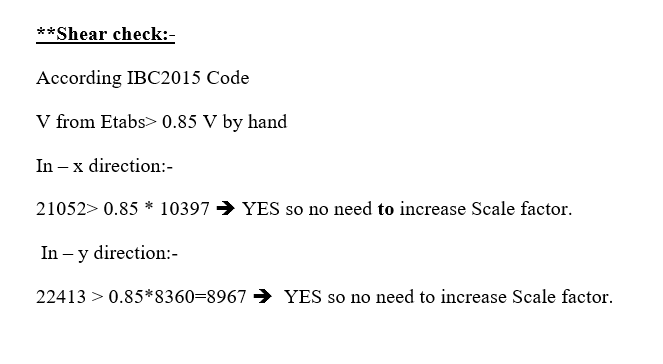 **Shear check:-
According IBC2015 Code
V from Etabs> 0.85 V by hand
In – x direction:-
21052> 0.85 * 10397 ➔ YES so no need to increase Scale factor.
In – y direction:-
22413 > 0.85*8360=8967 ➔ YES so no need to increase Scale factor.